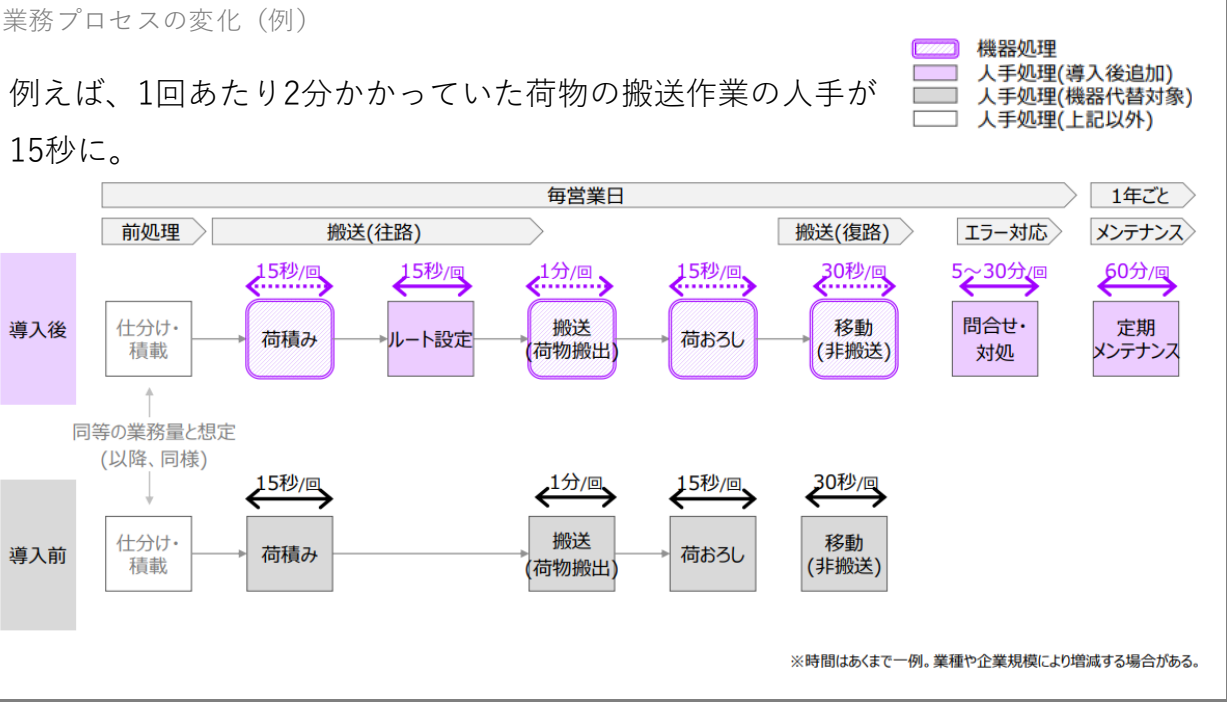 業務プロセスの変化（例）
例えば、1回あたり2分かかっていた荷物の搬送作業の人手が
15秒に。
機器処理
人手処理(導入後追加)
人手処理(機器代替対象)
人手処理(上記以外)
毎営業日
1年ごと
前処理
搬送(往路)
搬送(復路)
エラー対応
メンテナンス
導入後
15秒/回
15秒/回
1分/回
15秒/回
30秒/回
5～30分/回
60分/回
仕分け・
積載
荷積み
ルート設定
搬送
(荷物搬出)
荷おろし
移動
(非搬送)
問合せ・
対処
定期
メンテナンス
同等の業務量と想定
(以降、同様)
導入前
15秒/回
1分/回
15秒/回
30秒/回
仕分け・
積載
荷積み
搬送
(荷物搬出)
荷おろし
移動
(非搬送)
※時間はあくまで一例。業種や企業規模により増減する場合がある。